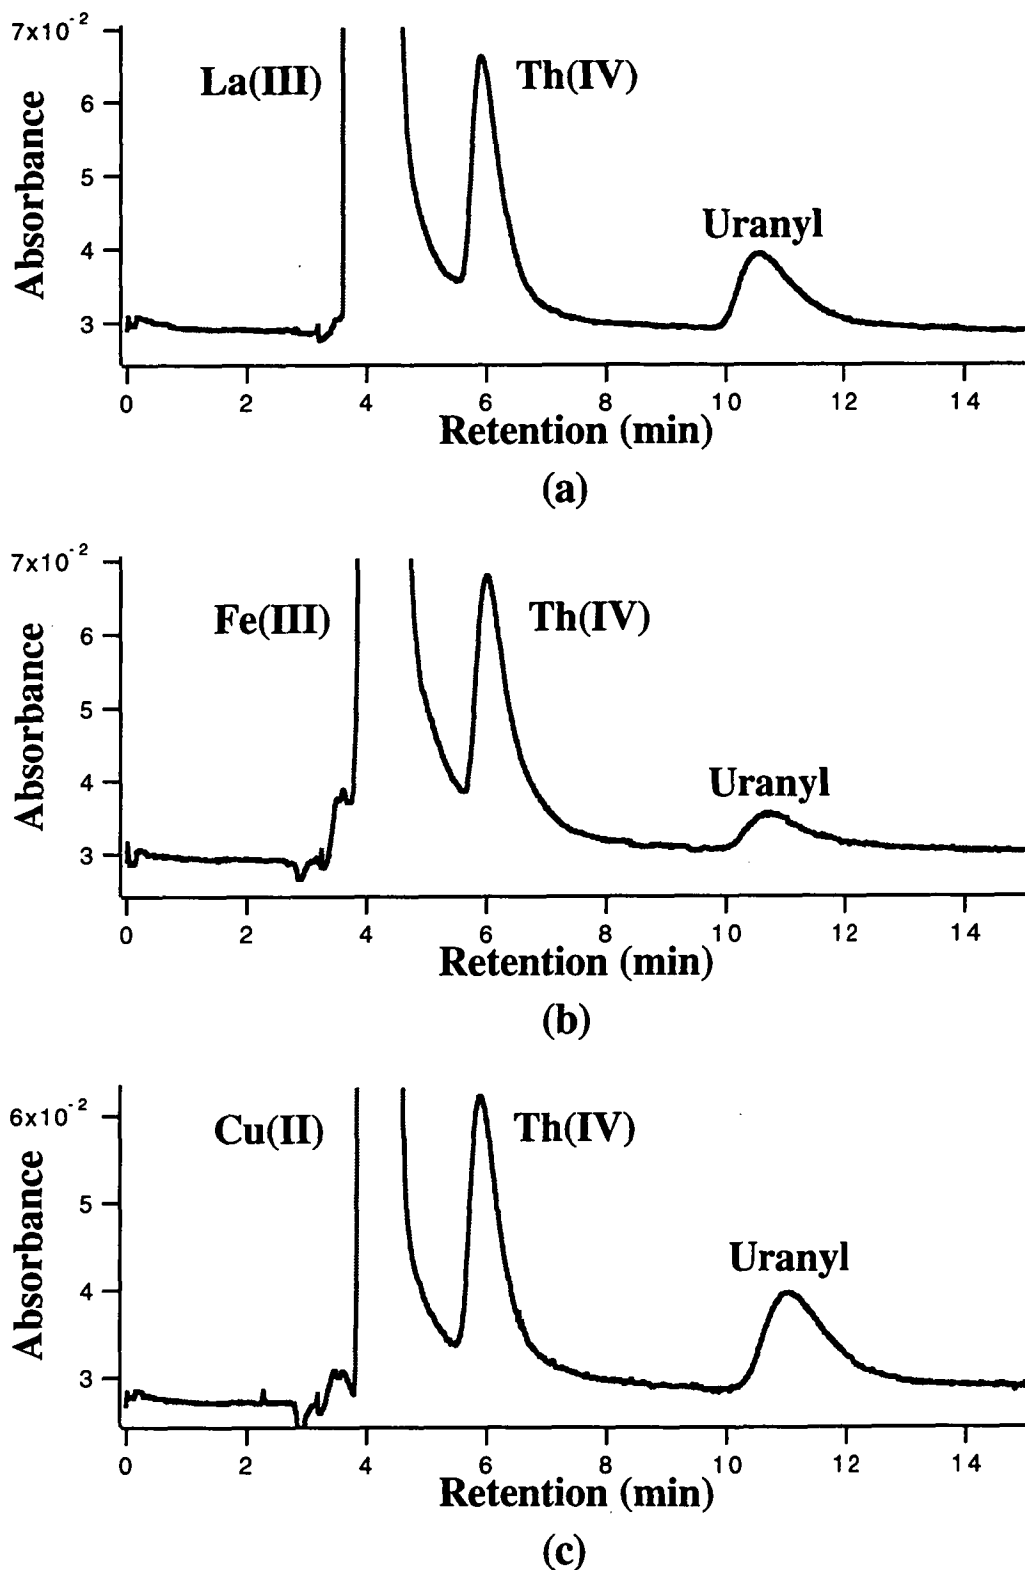 7x10-2
La(III)
Th(IV)
6
5
Uranyl
4
3
Absorbance
0 2 4 6 8 10 12 14
Retention (min)
(a)
7x10-2
Fe(III)
Th(IV)
6
5
4
Uranyl
3
Absorbance
0 2 4 6 8 10 12 14
Retention (min)
(b)
6x10-2
Cu(II)
Th(IV)
5
Uranyl
4
3
Absorbance
0 2 4 6 8 10 12 14
Retention (min)
(c)